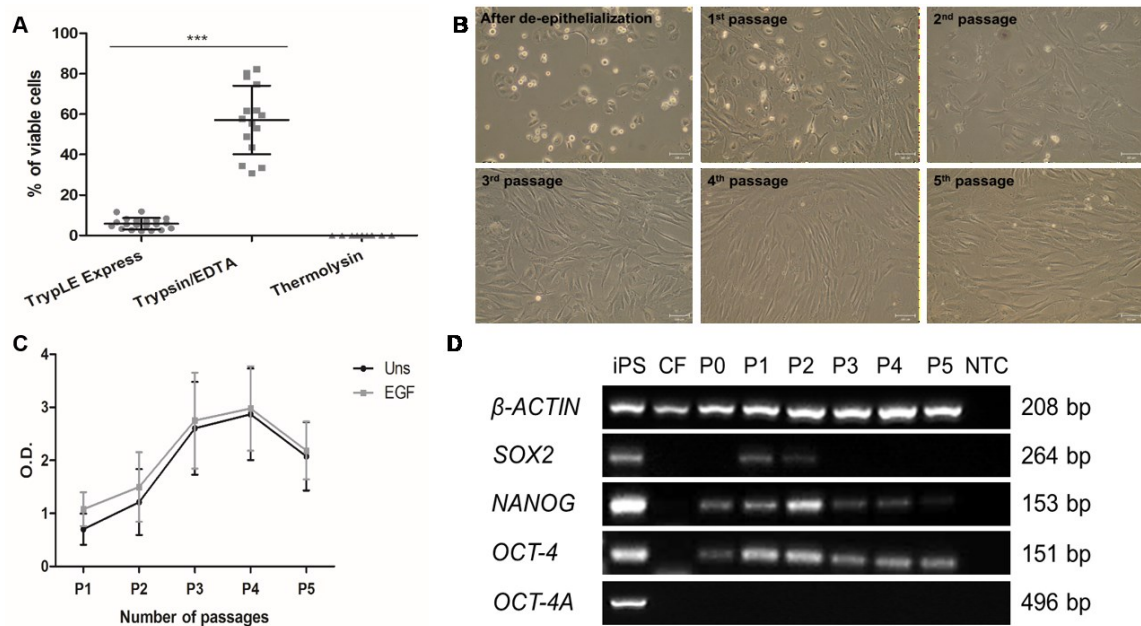 A
***
100
80
60
40
20
0
% of viable cells
TrypLE Express
Trypsin/EDTA
Thermolysin
B
After de-epithelialization
1st passage
2nd passage
3rd passage
4th passage
5th passage
C
Uns
EGF
4
3
2
1
0
O.D.
P1 P2 P3 P4 P5
Number of passages
D
iPS CF P0 P1 P2 P3 P4 P5 NTC
β-ACTIN 208 bp
SOX2 264 bp
NANOG 153 bp
OCT-4 151 bp
OCT-4A 496 bp